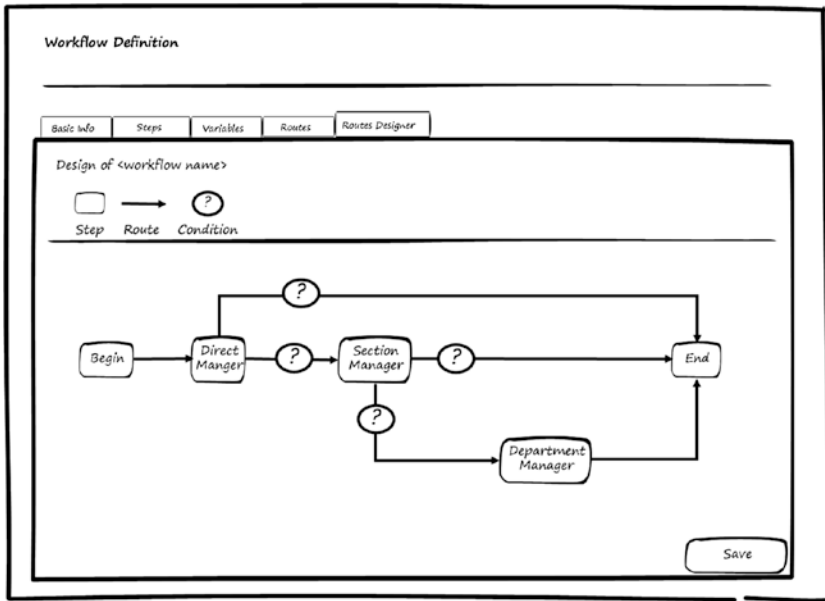 Workflow Definition
Basic Info
Steps
Variables
Routes
Routes Designer
Design of <workflow name>
?
Step
Route
Condition
?
Begin
Direct
Manger
?
Section
Manager
?
End
?
Department
Manager
Save